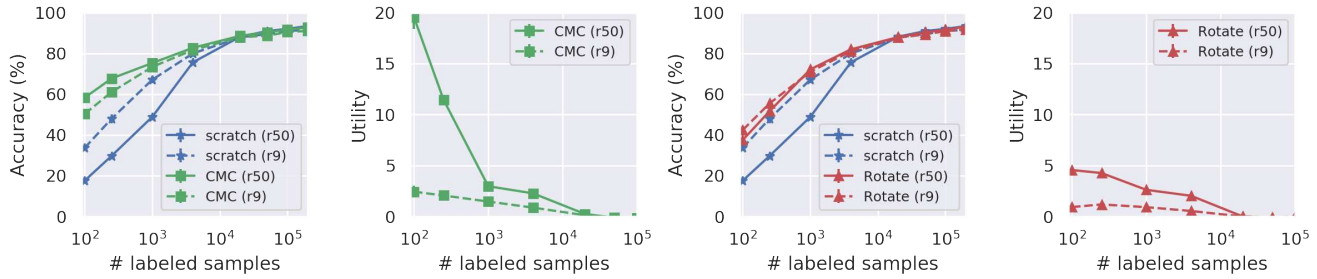 Accuracy (%)
100
80
60
40
20
0
scratch (r50)
scratch (r9)
CMC (r50)
CMC (r9)
10²
10³
10⁴
10⁵
# labeled samples
Utility
20
15
10
5
0
CMC (r50)
CMC (r9)
10²
10³
10⁴
10⁵
# labeled samples
Accuracy (%)
100
80
60
40
20
0
scratch (r50)
scratch (r9)
Rotate (r50)
Rotate (r9)
10²
10³
10⁴
10⁵
# labeled samples
Utility
20
15
10
5
0
Rotate (r50)
Rotate (r9)
10²
10³
10⁴
10⁵
# labeled samples